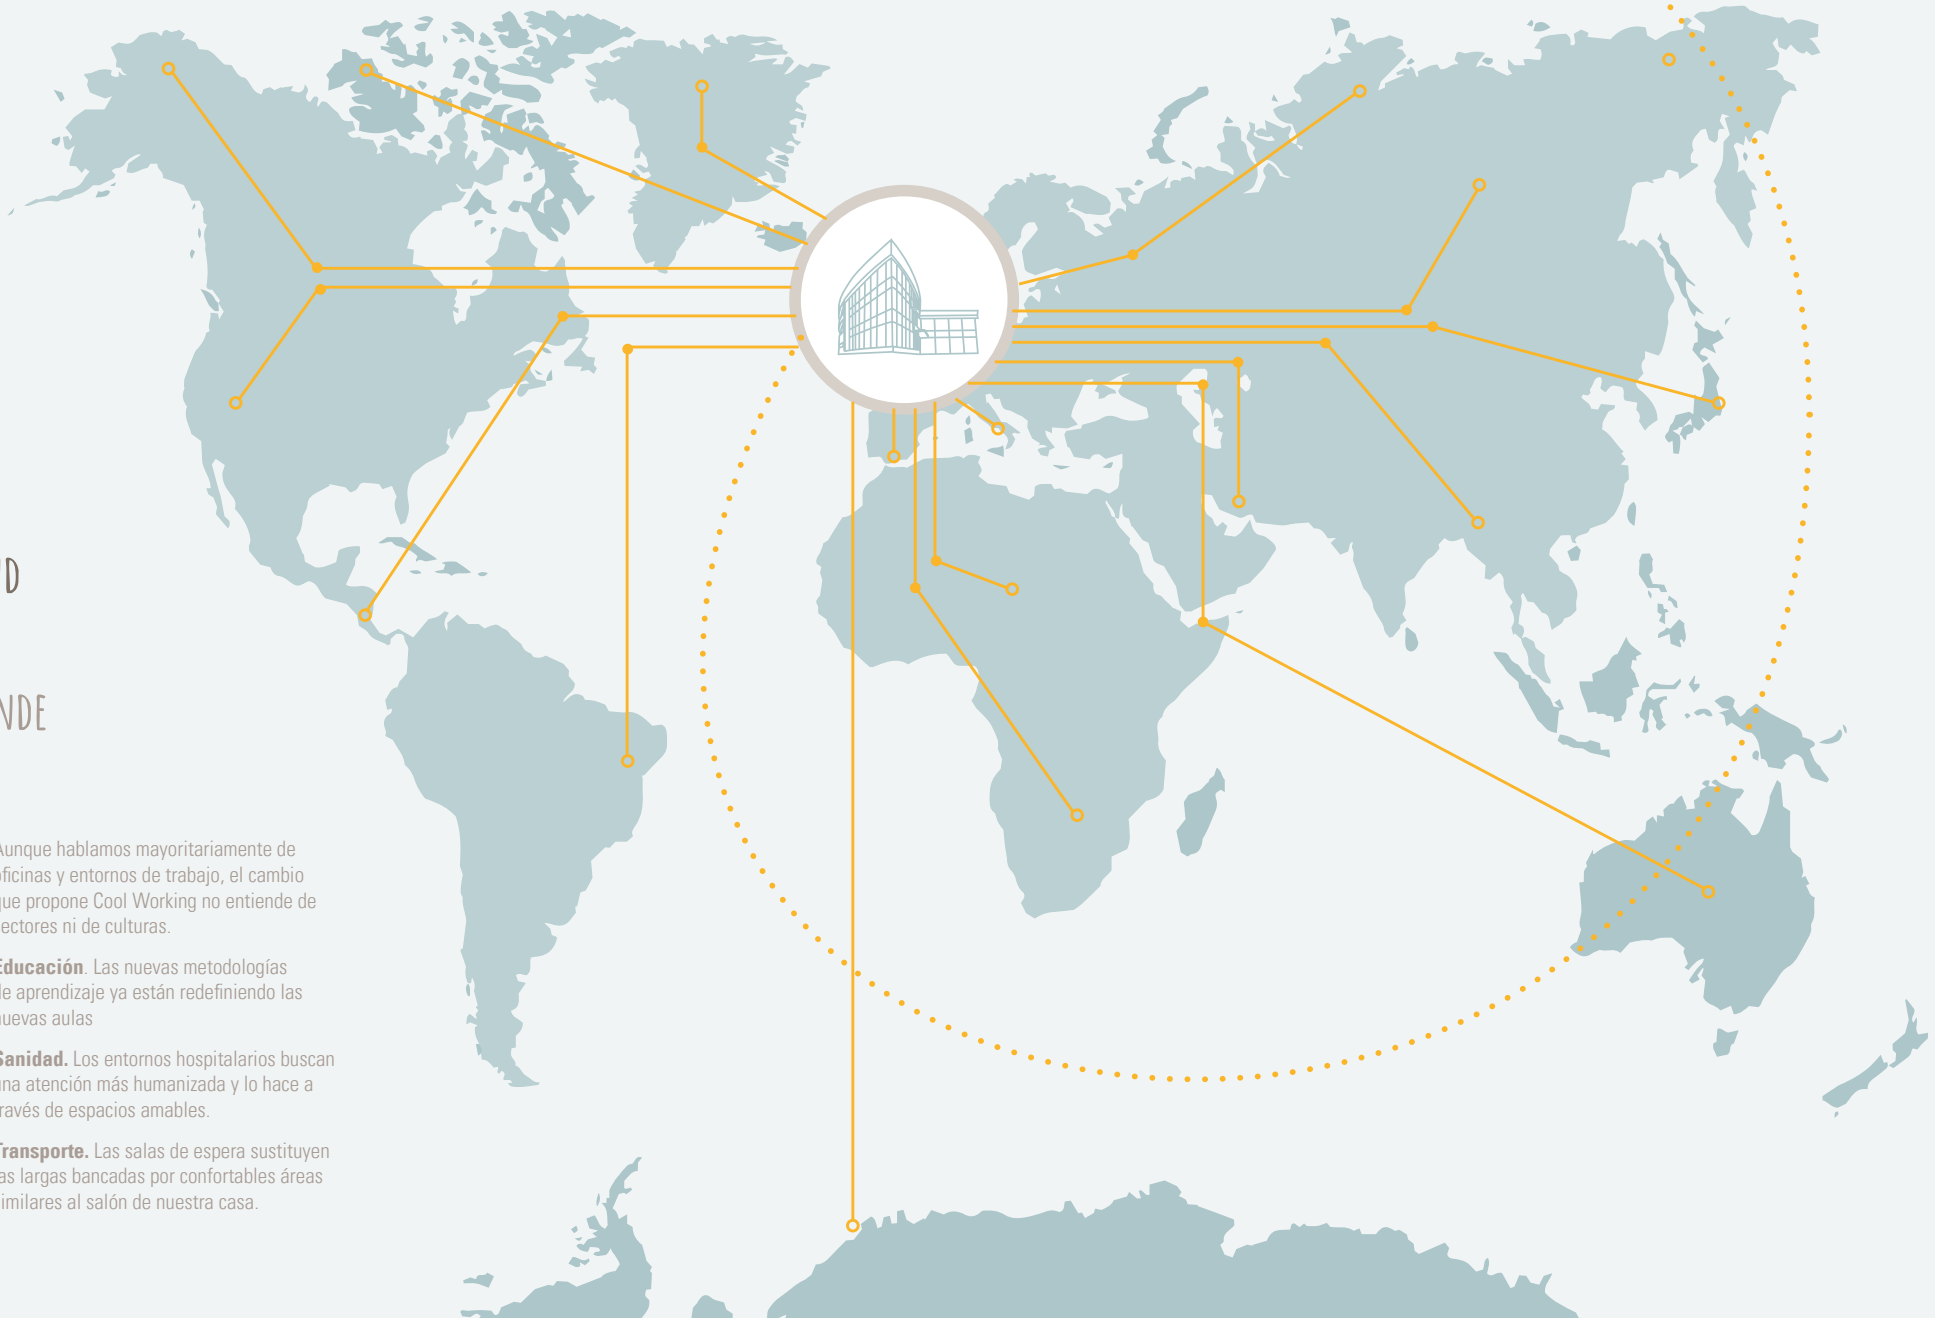 D
NDE
Aunque hablamos mayoritariamente de
oficinas y entornos de trabajo, el cambio
que propone Cool Working no entiende de
sectores ni de culturas.
Educación. Las nuevas metodologías
de aprendizaje ya están redefiniendo las
nuevas aulas
Sanidad. Los entornos hospitalarios buscan
una atención más humanizada y lo hace a
través de espacios amables.
Transporte. Las salas de espera sustituyen
las largas bancadas por confortables áreas
similares al salón de nuestra casa.